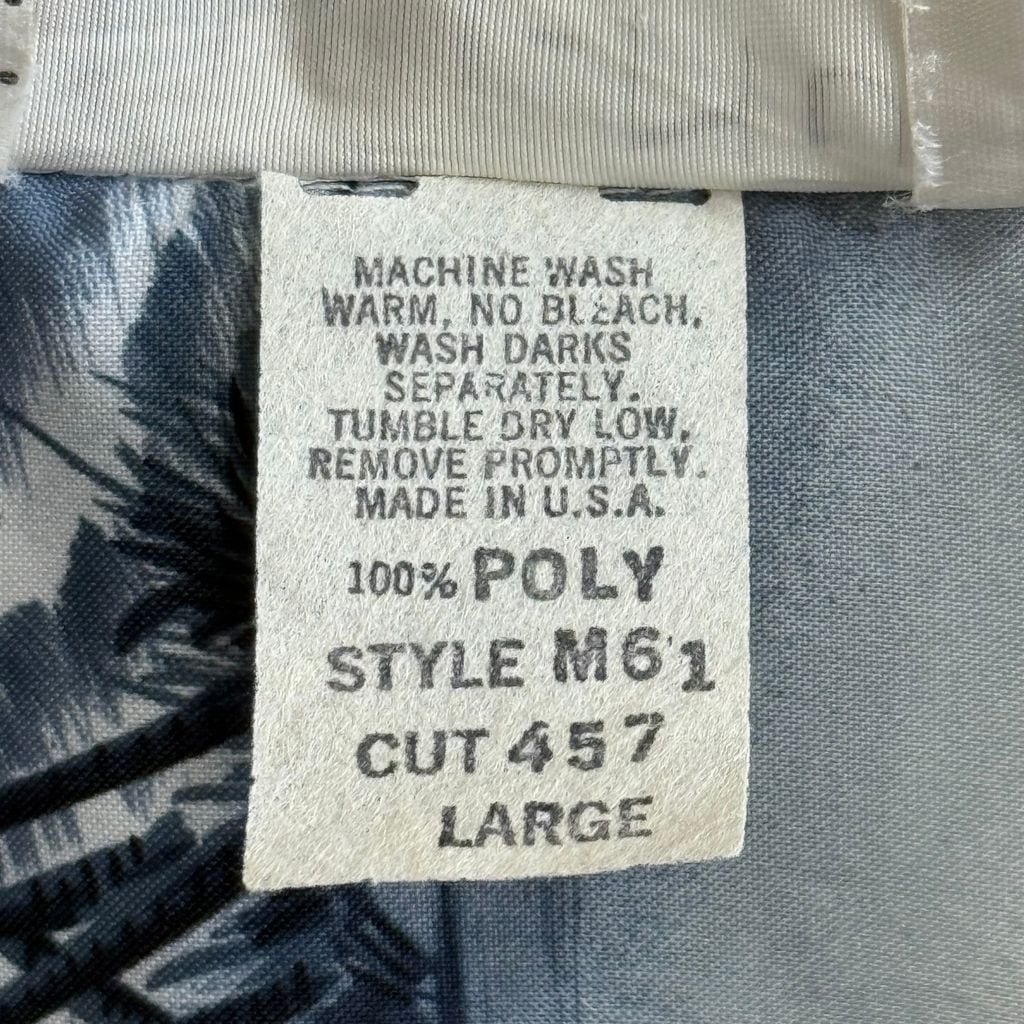 MACHINE WASH
WARM, NO BLEACH,
WASH DARKS
SEPARATELY.
TUMBLE DRY LOW.
REMOVE PROMPTLY.
MADE IN U.S.A.
100% POLY
STYLE M61
CUT 457
LARGE